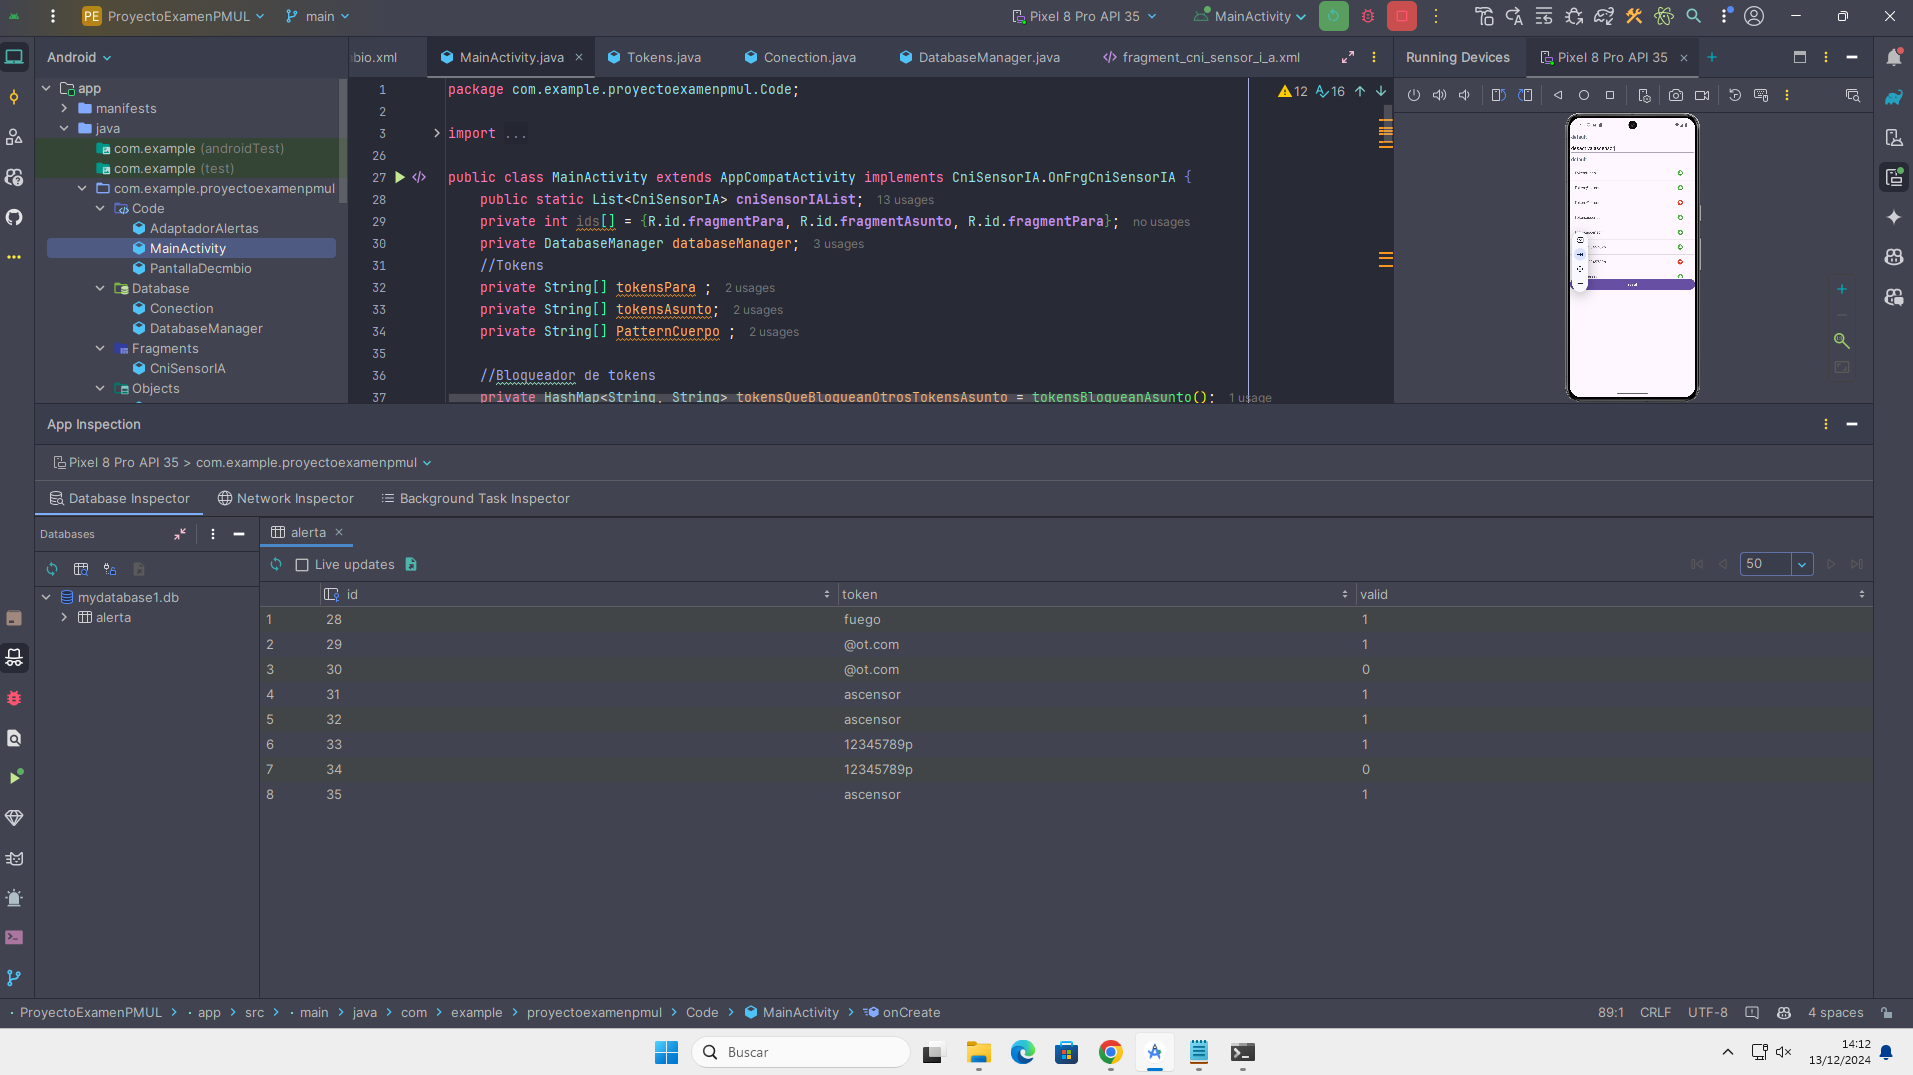 PE ProyectoExamenPMUL main Pixel 8 Pro API 35 MainActivity
Android
bio.xml MainActivity.java Tokens.java Conection.java DatabaseManager.java fragment_cni_sensor_i_a.xml
Running Devices Pixel 8 Pro API 35
app
manifests
java
com.example (androidTest)
com.example (test)
com.example.proyectoexamenpmul
Code
AdaptadorAlertas
MainActivity
PantallaDecmbio
Database
Conection
DatabaseManager
Fragments
CniSensorIA
Objects
12 16
1 package com.example.proyectoexamenpmul.Code;
2
3 import ...
26
27 public class MainActivity extends AppCompatActivity implements CniSensorIA.OnFrgCniSensorIA {
28 public static List<CniSensorIA> cniSensorIAList; 13 usages
29 private int ids[] = {R.id.fragmentPara, R.id.fragmentAsunto, R.id.fragmentPara}; no usages
30 private DatabaseManager databaseManager; 3 usages
31 //Tokens
32 private String[] tokensPara ; 2 usages
33 private String[] tokensAsunto; 2 usages
34 private String[] PatternCuerpo ; 2 usages
35
36 //Bloqueador de tokens
37 private HashMap<String, String> tokensQueBloqueanOtrosTokensAsunto = tokensBloqueanAsunto(); 1 usage
default
default
App Inspection
Pixel 8 Pro API 35 > com.example.proyectoexamenpmul
Database Inspector Network Inspector Background Task Inspector
Databases
alerta
Live updates
50
mydatabase1.db
alerta
id token valid
1 28 fuego 1
2 29 @ot.com 1
3 30 @ot.com 0
4 31 ascensor 1
5 32 ascensor 1
6 33 12345789p 1
7 34 12345789p 0
8 35 ascensor 1
ProyectoExamenPMUL > app > src > main > java > com > example > proyectoexamenpmul > Code > MainActivity > onCreate
89:1 CRLF UTF-8 4 spaces
Buscar
14:12
13/12/2024